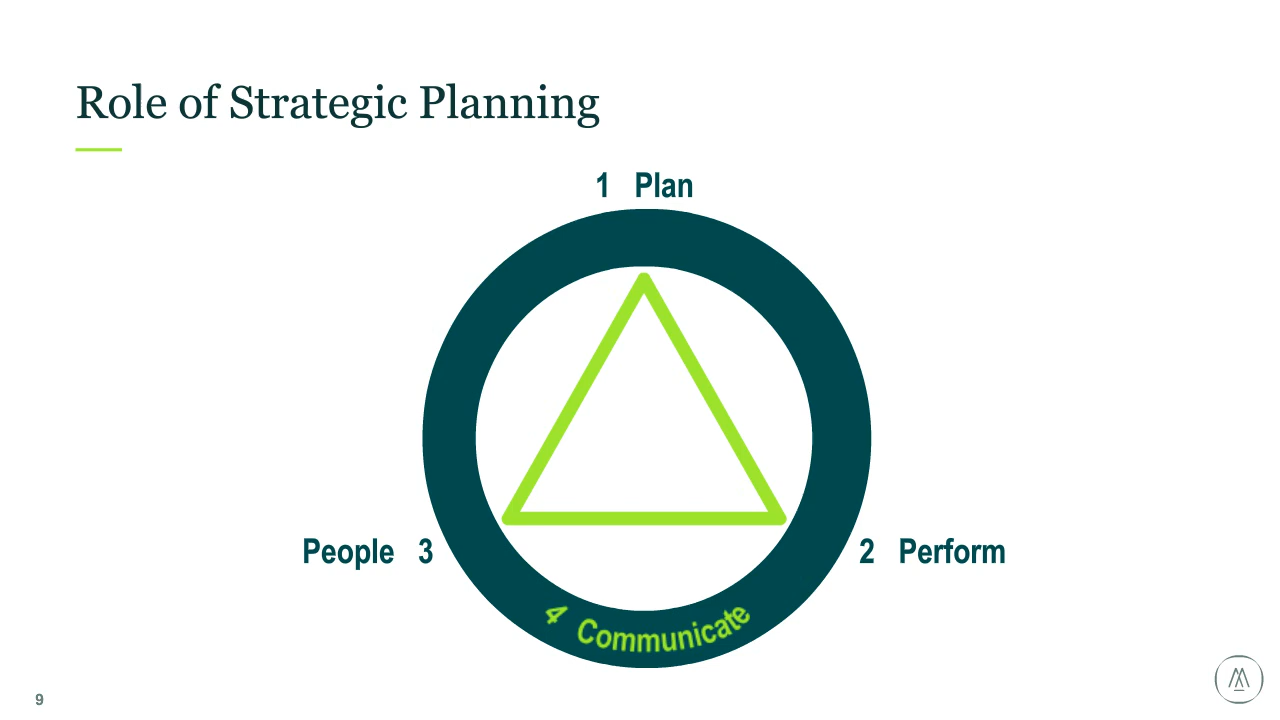 Role of Strategic Planning
1 Plan
People 3
2 Perform
4 Communicate
9